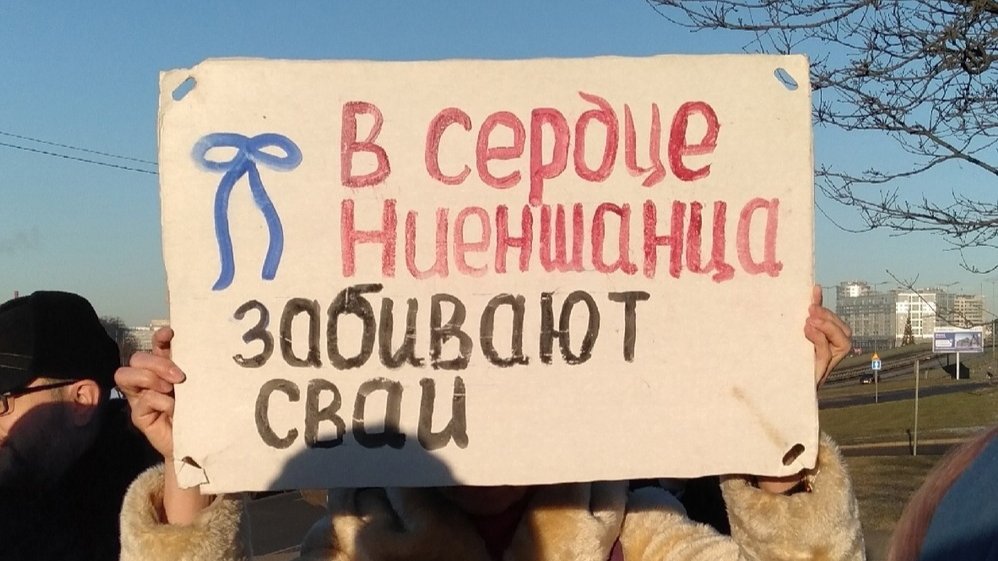 В сердце
Ниеншанца
забивают
сваи